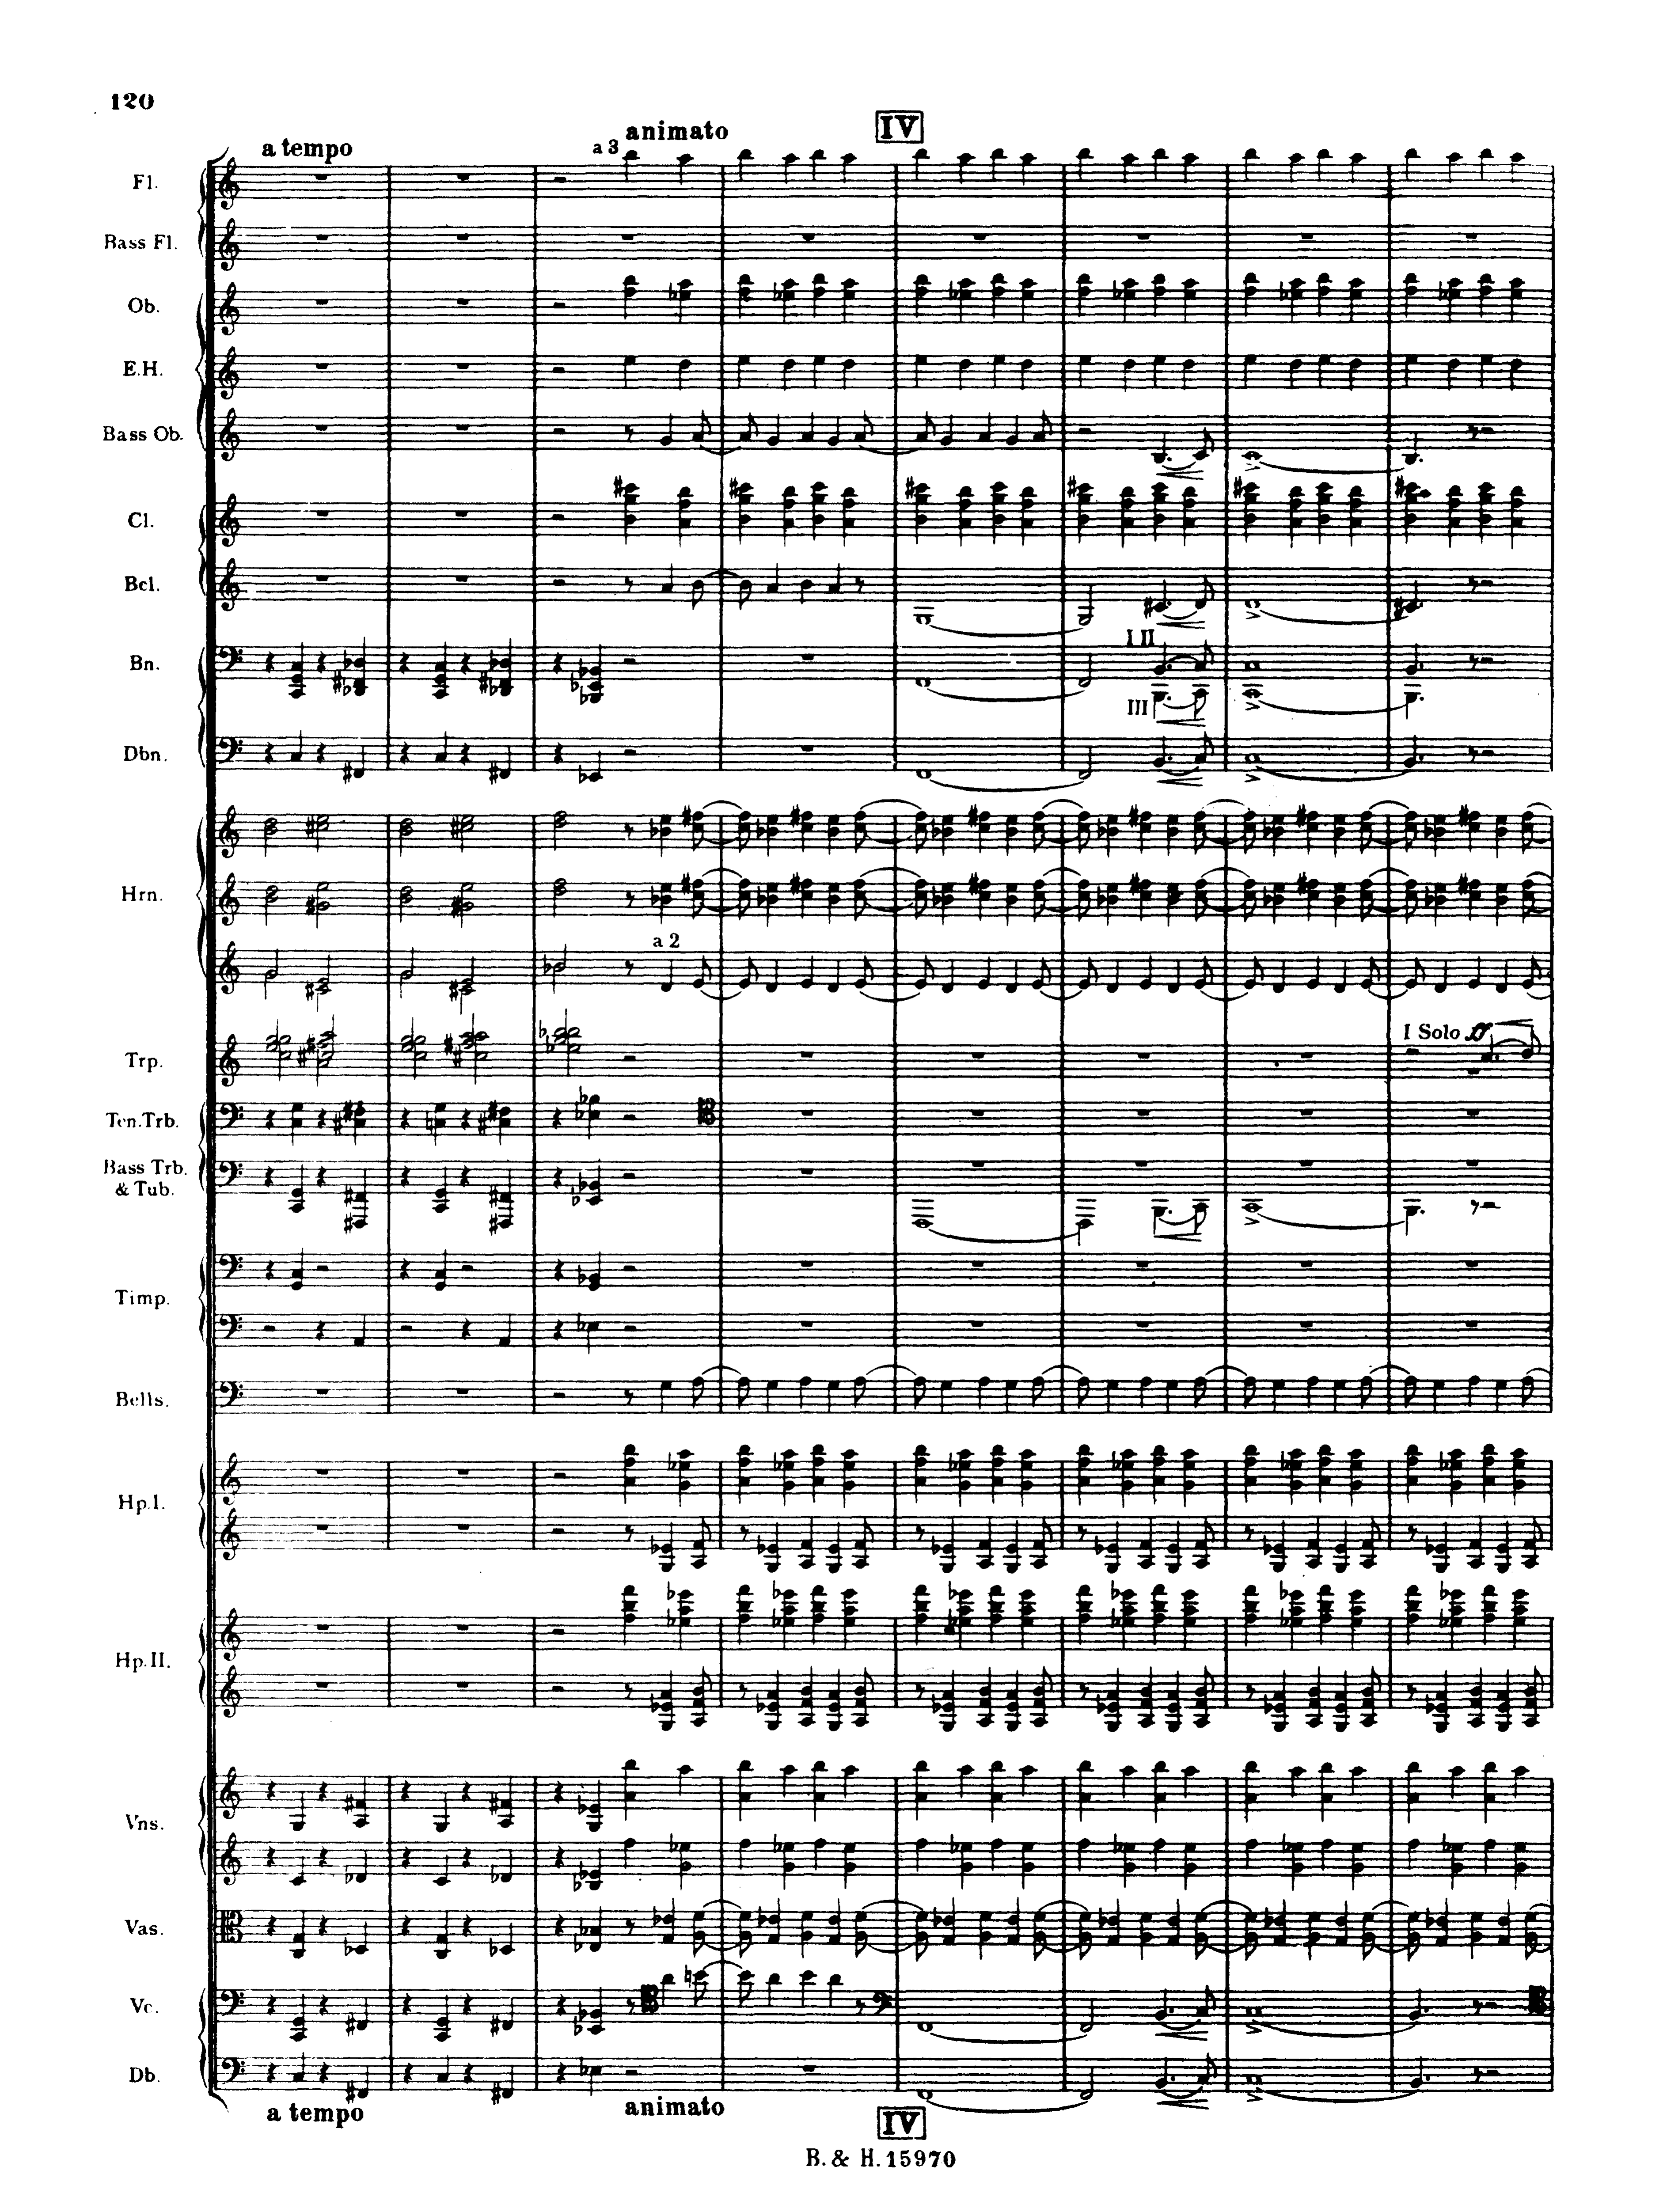 120
a tempo
a 3
animato
IV
Fl.
Bass Fl.
Ob.
E.H.
Bass Ob.
Cl.
Bcl.
I II
Bn.
III
Dbn.
Hrn.
a 2
I Solo ff
Trp.
Ten.Trb.
Bass Trb.
& Tub.
Timp.
Bells.
Hp.I.
Hp.II.
Vns.
Vas.
Vc.
Db.
a tempo
animato
IV
B. & H. 15970